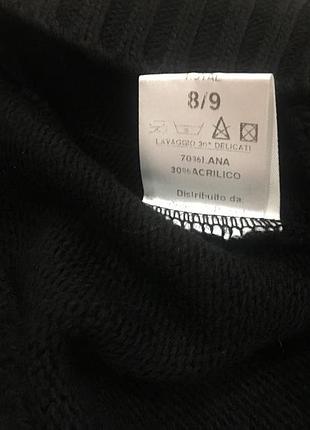 8/9
LAVAGGIO 30° DELICATI
70%LANA
30%ACRILICO
Distribuito da